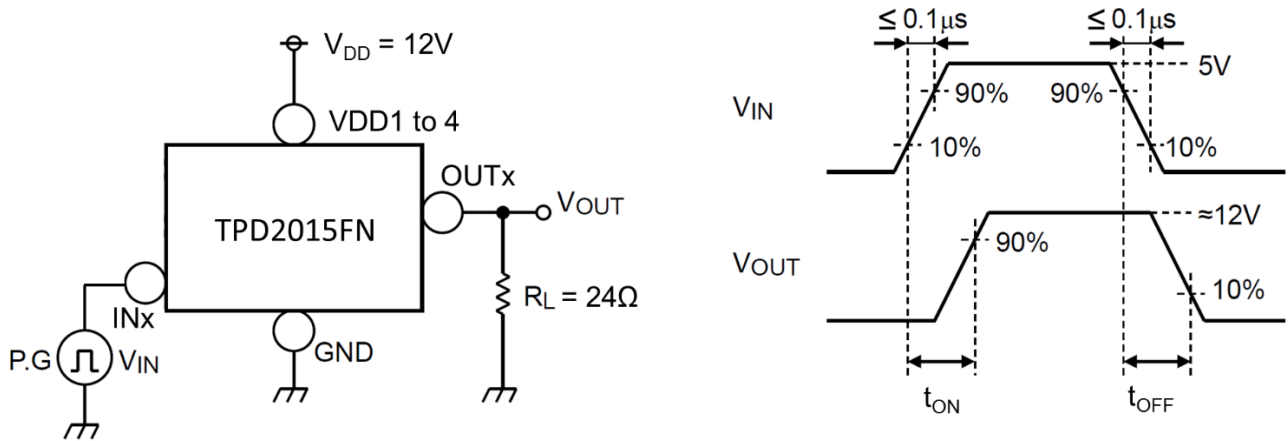 V_DD = 12V
VDD1 to 4
OUTx
V_OUT
TPD2015FN
R_L = 24Ω
INx
GND
P.G
V_IN
≤ 0.1μs
≤ 0.1μs
5V
V_IN
90%
90%
10%
10%
≈12V
V_OUT
90%
10%
t_ON
t_OFF